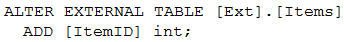 ALTER EXTERNAL TABLE [Ext].[Items]
ADD [ItemID] int;